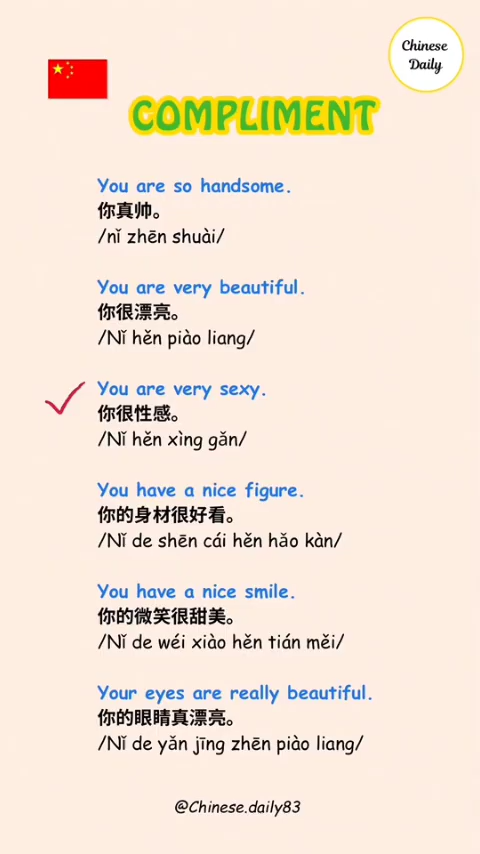 Chinese
Daily
COMPLIMENT
You are so handsome.
你真帅。
/nǐ zhēn shuài/
You are very beautiful.
你很漂亮。
/Nǐ hěn piào liang/
You are very sexy.
你很性感。
/Nǐ hěn xìng gǎn/
You have a nice figure.
你的身材很好看。
/Nǐ de shēn cái hěn hǎo kàn/
You have a nice smile.
你的微笑很甜美。
/Nǐ de wéi xiào hěn tián měi/
Your eyes are really beautiful.
你的眼睛真漂亮。
/Nǐ de yǎn jīng zhēn piào liang/
@Chinese.daily83